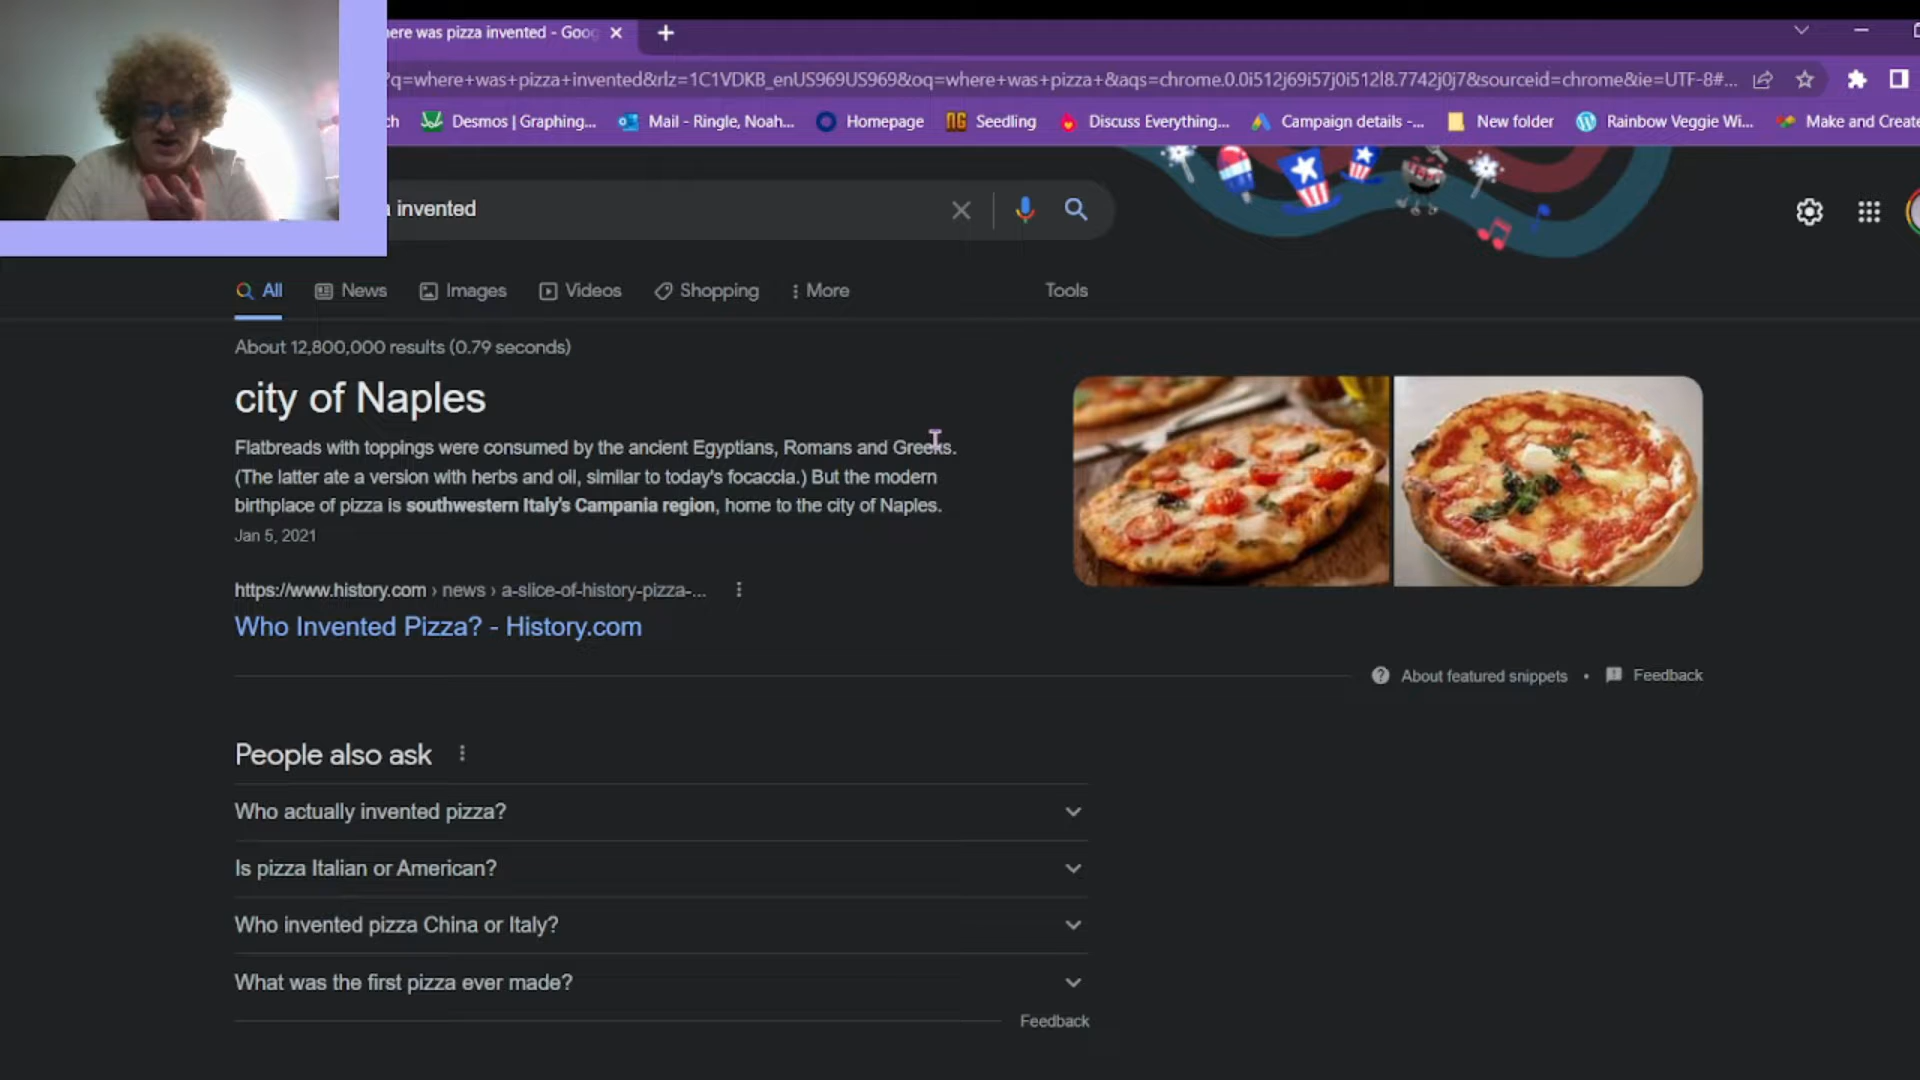 ere was pizza invented - Goo
?q=where+was+pizza+invented&rlz=1C1VDKB_enUS969US969&oq=where+was+pizza+&aqs=chrome.0.0i512j69i57j0i512l8.7742j0j7&sourceid=chrome&ie=UTF-8#...
ch Desmos | Graphing... Mail - Ringle, Noah... Homepage NG Seedling Discuss Everything... Campaign details -... New folder Rainbow Veggie Wi... Make and Create
a invented
All News Images Videos Shopping More Tools
About 12,800,000 results (0.79 seconds)
city of Naples
Flatbreads with toppings were consumed by the ancient Egyptians, Romans and Greeks.
(The latter ate a version with herbs and oil, similar to today's focaccia.) But the modern
birthplace of pizza is southwestern Italy's Campania region, home to the city of Naples.
Jan 5, 2021
https://www.history.com › news › a-slice-of-history-pizza-...
Who Invented Pizza? - History.com
About featured snippets • Feedback
People also ask
Who actually invented pizza?
Is pizza Italian or American?
Who invented pizza China or Italy?
What was the first pizza ever made?
Feedback